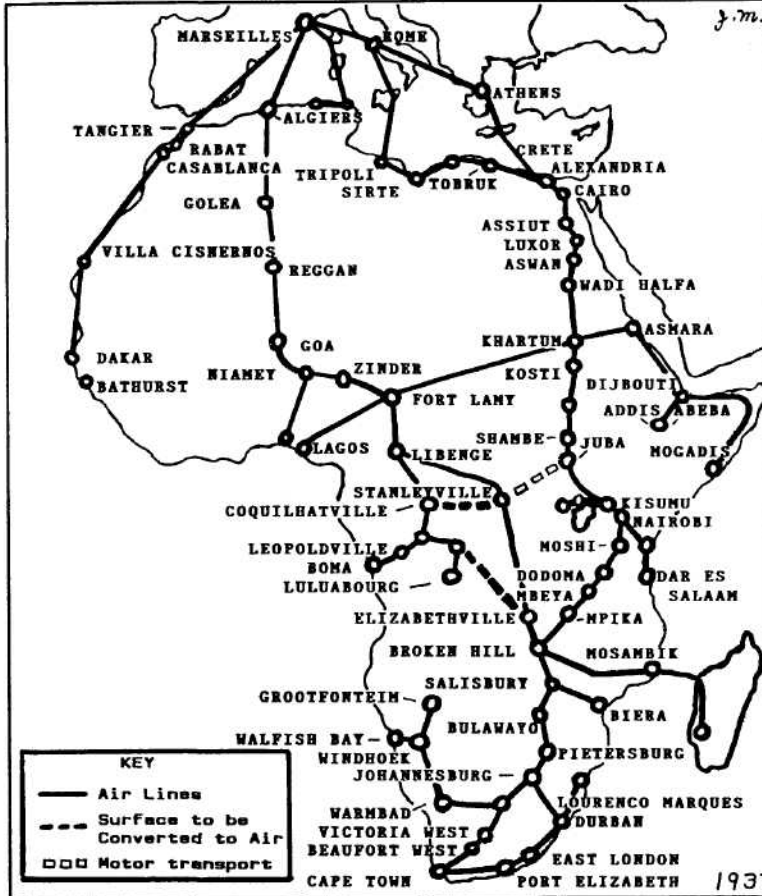 J.M.
MARSEILLES
ROME
ATHENS
TANGIER
ALGIERS
RABAT
CASABLANCA
CRETE
TRIPOLI
ALEXANDRIA
SIRTE
TOBRUK
CAIRO
GOLEA
ASSIUT
LUXOR
VILLA CISNERNOS
REGGAN
ASWAN
WADI HALFA
GOA
KHARTUM
ASMARA
DAKAR
ZINDER
NIAMEY
KOSTI
BATHURST
DIJBOUTI
FORT LAMY
ADDIS ABEBA
LAGOS
SHAMBE
JUBA
LIBENGE
MOGADIS
STANLEYVILLE
KISUMU
COQUILHATVILLE
NAIROBI
LEOPOLDVILLE
MOSHI
BOMA
DODOMA
DAR ES
SALAAM
LULUABOURG
MBEYA
ELIZABETHVILLE
MPIKA
BROKEN HILL
MOSAMBIK
SALISBURY
GROOTFONTEIM
BIERA
BULAWAYO
WALFISH BAY
WINDHOEK
PIETERSBURG
JOHANNESBURG
LOURENCO MARQUES
WARMBAD
DURBAN
VICTORIA WEST
BEAUFORT WEST
EAST LONDON
CAPE TOWN
PORT ELIZABETH
KEY
Air Lines
Surface to be
Converted to Air
Motor transport